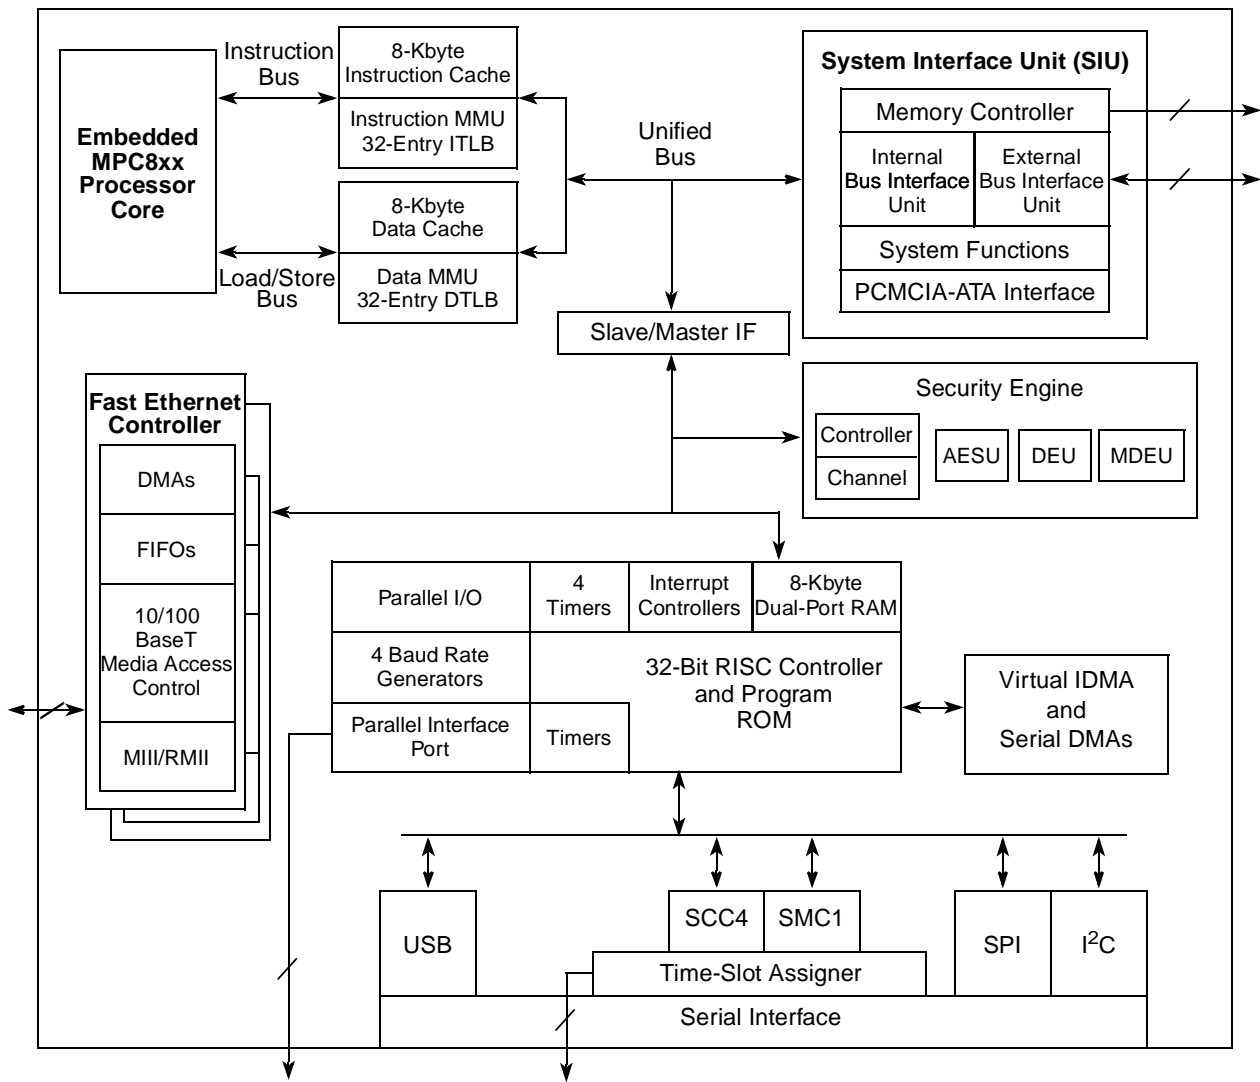 Instruction
Bus
8-Kbyte
Instruction Cache
Instruction MMU
32-Entry ITLB
Embedded
MPC8xx
Processor
Core
8-Kbyte
Data Cache
Load/Store
Bus
Data MMU
32-Entry DTLB
Unified
Bus
System Interface Unit (SIU)
Memory Controller
Internal
Bus Interface
Unit
External
Bus Interface
Unit
System Functions
PCMCIA-ATA Interface
Slave/Master IF
Security Engine
Controller
Channel
AESU
DEU
MDEU
Fast Ethernet
Controller
DMAs
FIFOs
10/100
BaseT
Media Access
Control
MIII/RMII
Parallel I/O
4
Timers
Interrupt
Controllers
8-Kbyte
Dual-Port RAM
4 Baud Rate
Generators
32-Bit RISC Controller
and Program
ROM
Parallel Interface
Port
Timers
Virtual IDMA
and
Serial DMAs
USB
SCC4
SMC1
SPI
I2C
Time-Slot Assigner
Serial Interface